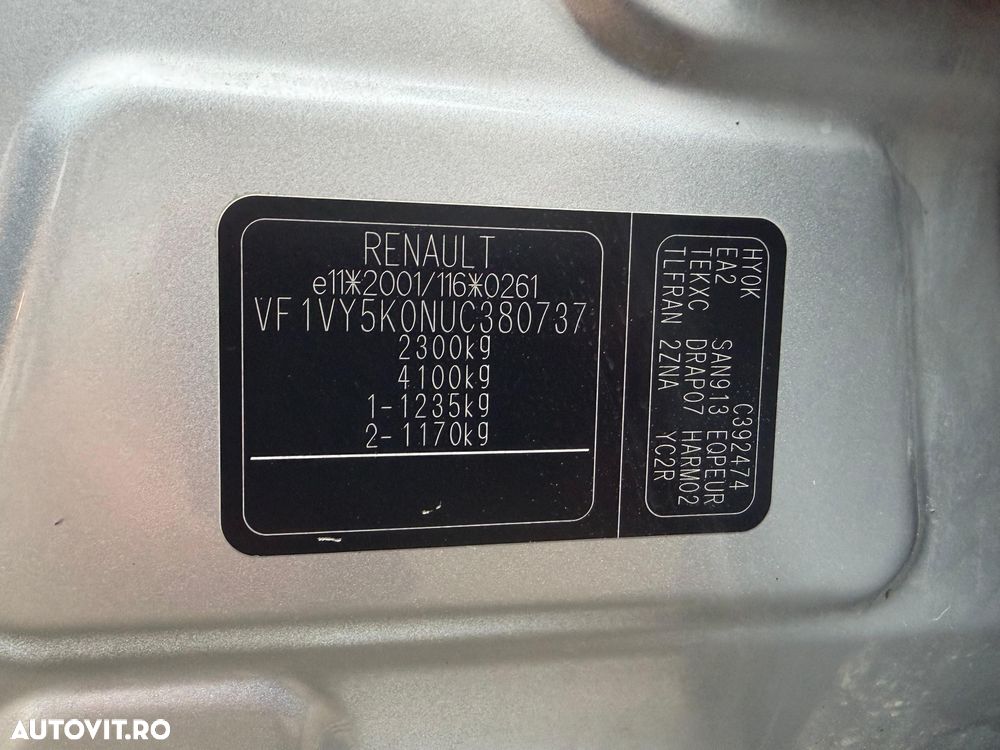 RENAULT
e11*2001/116*0261
VF1VY5K0NUC380737
2300kg
4100kg
1-1235kg
2-1170kg
HY0K C392474
EA2 SAN913 EQPEUR
TEKXC DRAP07 HARM02
TLFRAN 2ZNA YC2R
AUTOVIT.RO